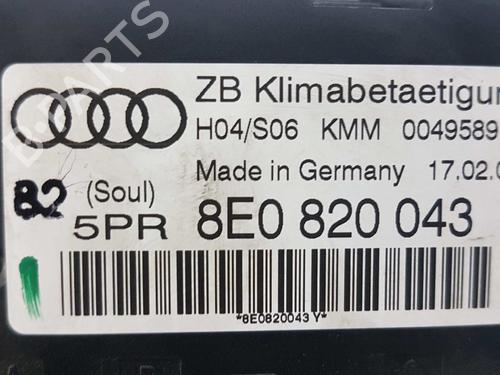 ZB Klimabetaetigun
H04/S06 KMM 0049589
Made in Germany 17.02.0
B2 (Soul)
5PR 8E0 820 043
*8E0820043 Y*
B-PARTS